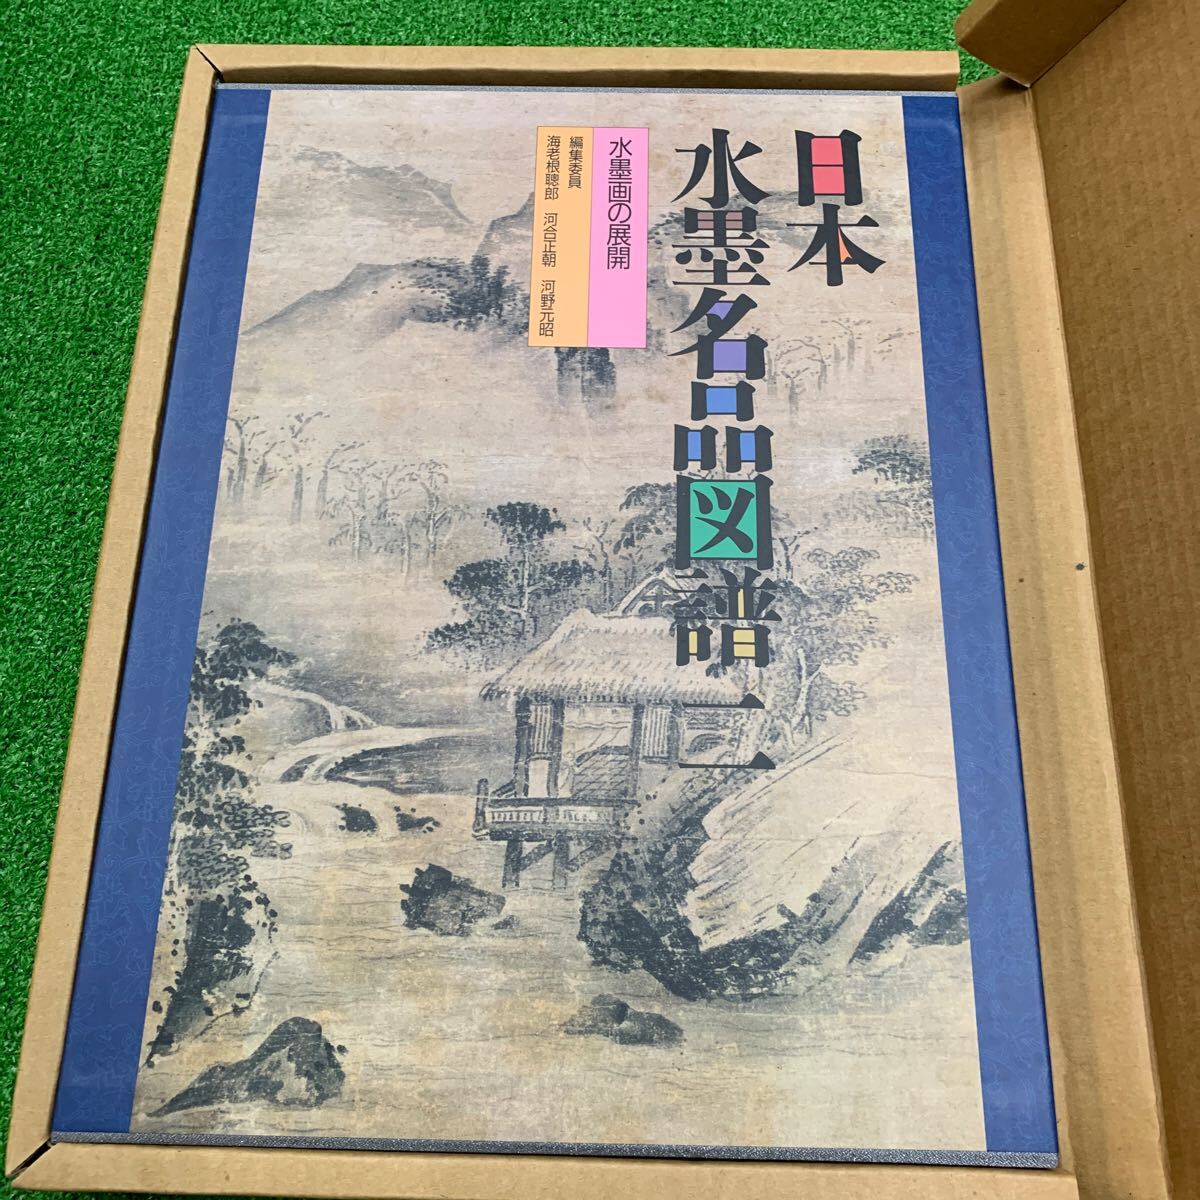 日本
水墨名品図譜 二
水墨画の展開
編集委員
海老根聰郎 河合正朝 河野元昭